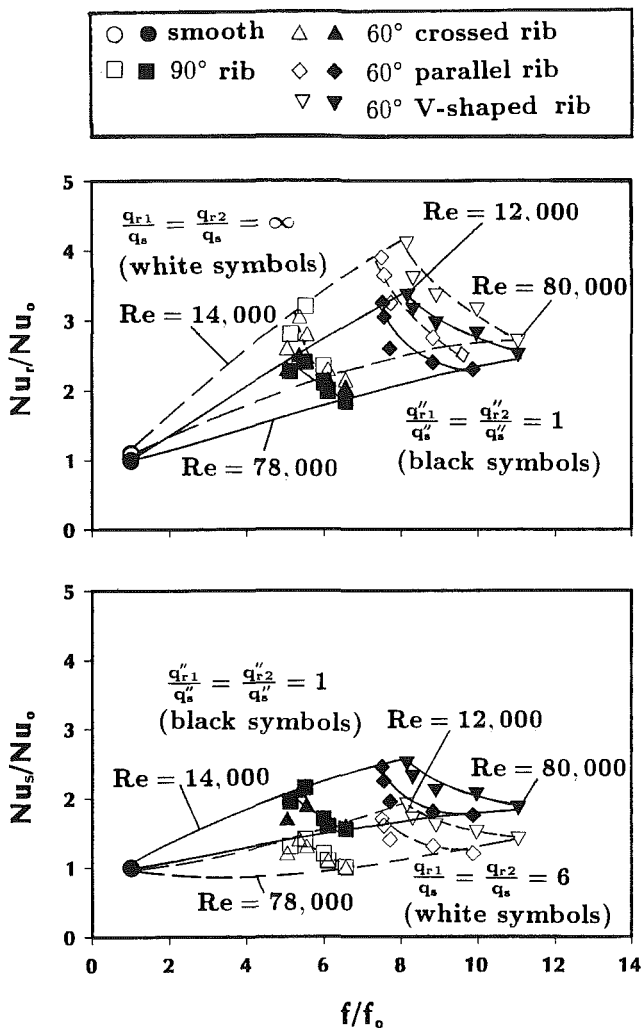 smooth
90° rib
60° crossed rib
60° parallel rib
60° V-shaped rib
5
4
3
2
1
0
Nu_r/Nu_o
q_r1/q_s = q_r2/q_s = ∞
(white symbols)
Re = 14,000
Re = 12,000
Re = 80,000
Re = 78,000
q''_r1/q''_s = q''_r2/q''_s = 1
(black symbols)
5
4
3
2
1
0
Nu_s/Nu_o
q''_r1/q''_s = q''_r2/q''_s = 1
(black symbols)
Re = 14,000
Re = 12,000
Re = 80,000
Re = 78,000
q_r1/q_s = q_r2/q_s = 6
(white symbols)
0 2 4 6 8 10 12 14
f/f_o